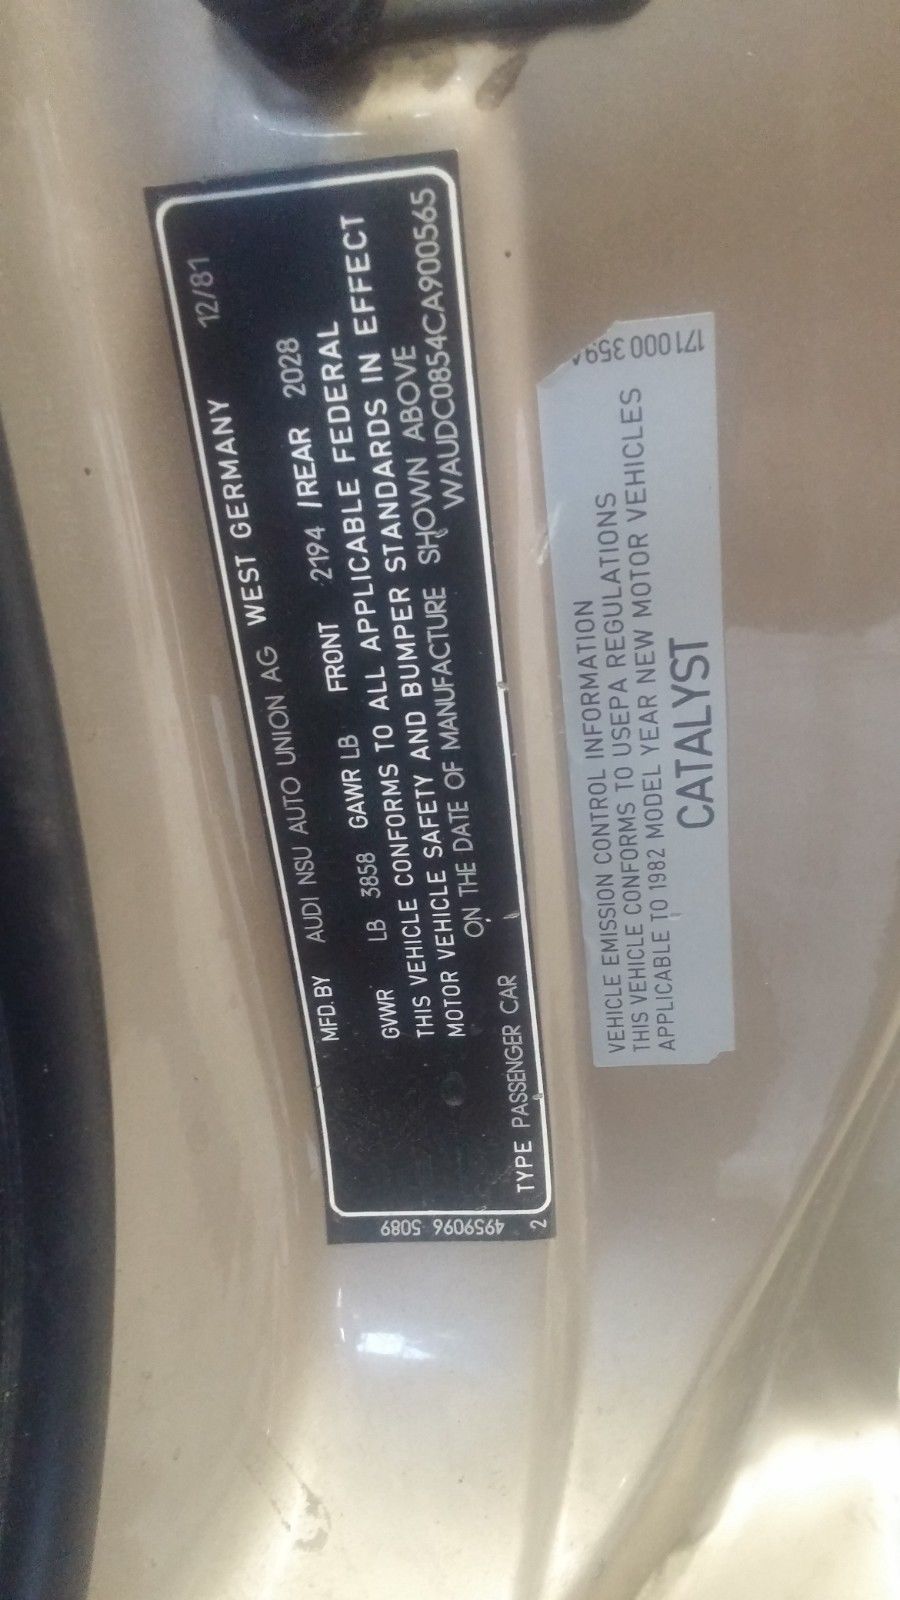 MFD.BY AUDI NSU AUTO UNION AG WEST GERMANY 12/81
GVWR LB 3858 GAWR LB FRONT 2194 /REAR 2028
THIS VEHICLE CONFORMS TO ALL APPLICABLE FEDERAL
MOTOR VEHICLE SAFETY AND BUMPER STANDARDS IN EFFECT
ON THE DATE OF MANUFACTURE SHOWN ABOVE
WAUDC0854CA900565
TYPE PASSENGER CAR
4959096 5089
2
171000 359A
VEHICLE EMISSION CONTROL INFORMATION
THIS VEHICLE CONFORMS TO USEPA REGULATIONS
APPLICABLE TO 1982 MODEL YEAR NEW MOTOR VEHICLES
CATALYST